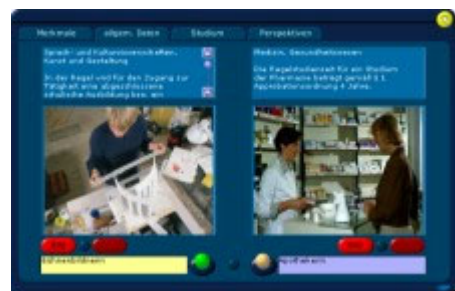 Merkmale
allgem. Daten
Studium
Perspektiven
Sprach- und Kulturwissenschaften,
Kunst und Gestaltung
In der Regel wird für den Zugang zur
Tätigkeit eine abgeschlossene
Ausbildung bzw. ein
Medizin, Gesundheitswesen
Die Regelstudienzeit für ein Studium
der Pharmazie beträgt gemäß § 1
Approbationsordnung 4 Jahre.
Bühnenbildnerin
Apothekerin